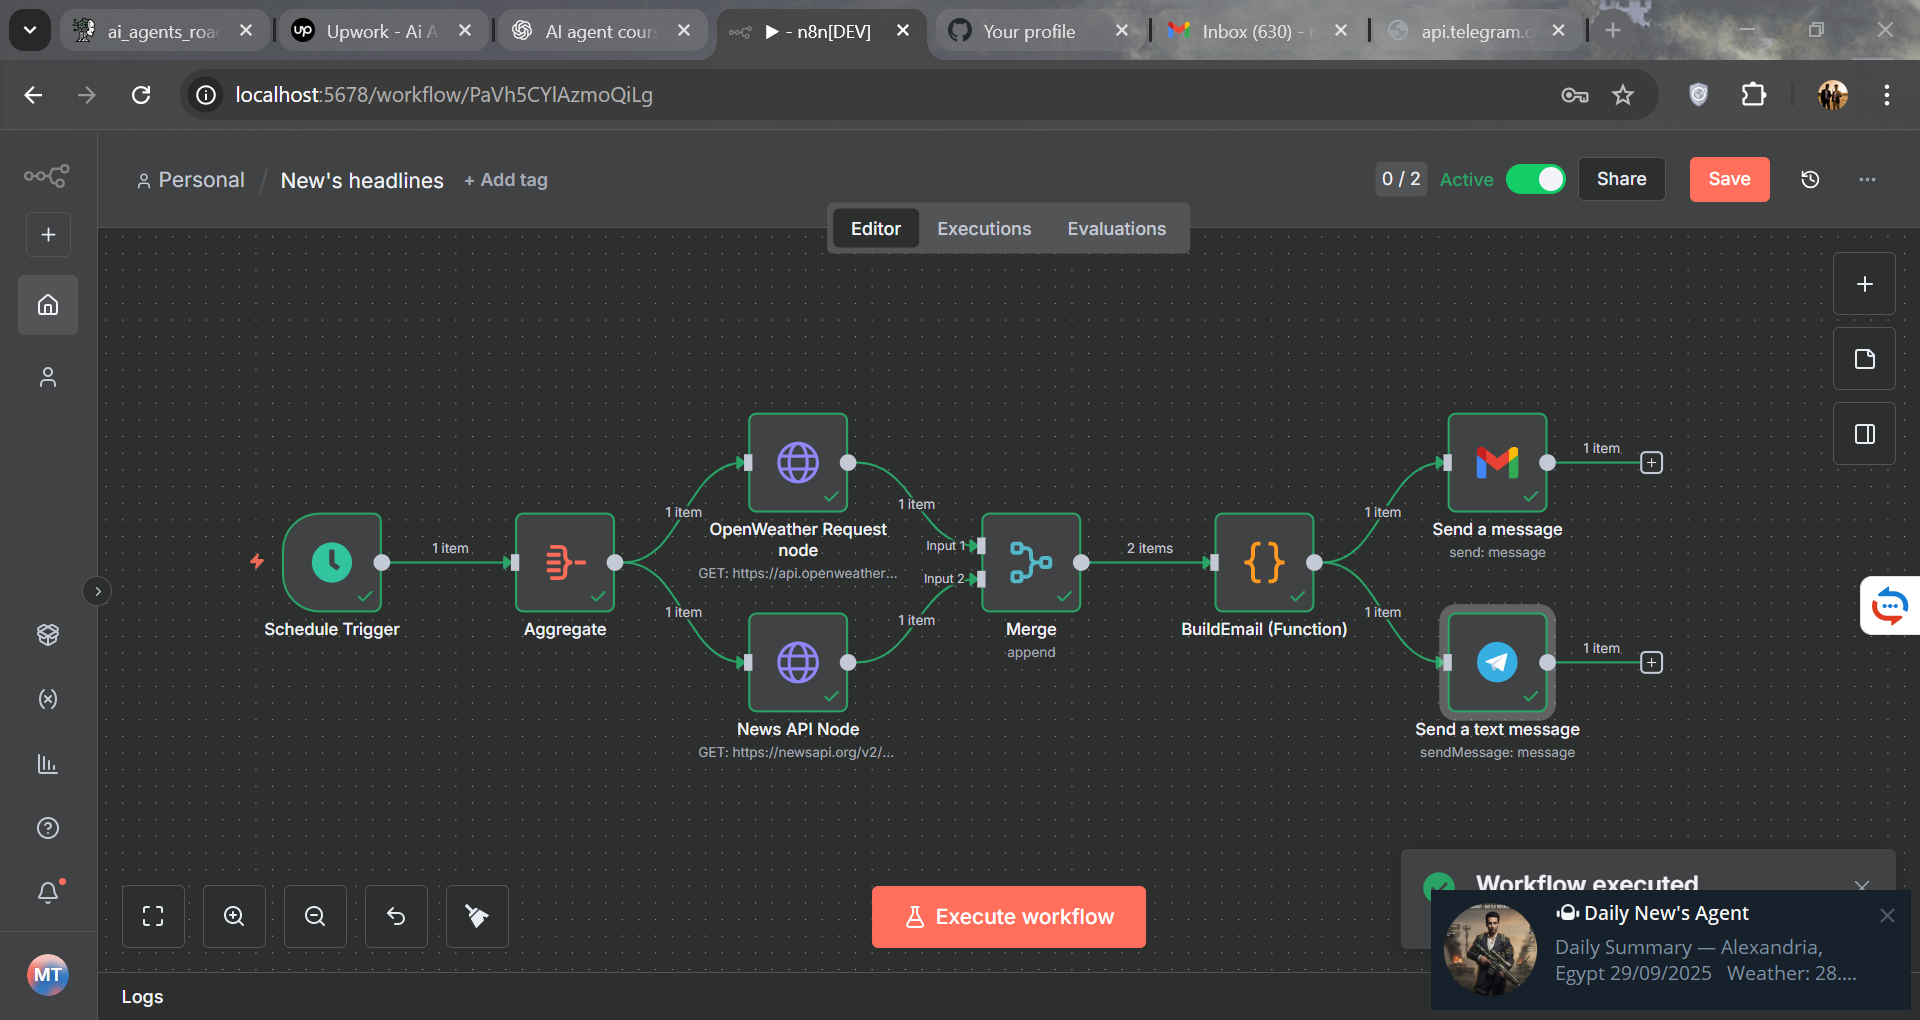 ai_agents_roa
Upwork - Ai A
AI agent cours
▶ - n8n[DEV]
Your profile
Inbox (630) -
api.telegram.o
localhost:5678/workflow/PaVh5CYlAzmoQiLg
Personal / New's headlines + Add tag
0 / 2 Active Share Save
Editor Executions Evaluations
Schedule Trigger
1 item
Aggregate
1 item
1 item
OpenWeather Request
node
GET: https://api.openweather...
News API Node
GET: https://newsapi.org/v2/...
1 item
1 item
Input 1
Input 2
Merge
append
2 items
BuildEmail (Function)
1 item
1 item
Send a message
send: message
1 item
Send a text message
sendMessage: message
1 item
Execute workflow
Workflow executed
Daily New's Agent
Daily Summary — Alexandria,
Egypt 29/09/2025 Weather: 28....
MT
Logs